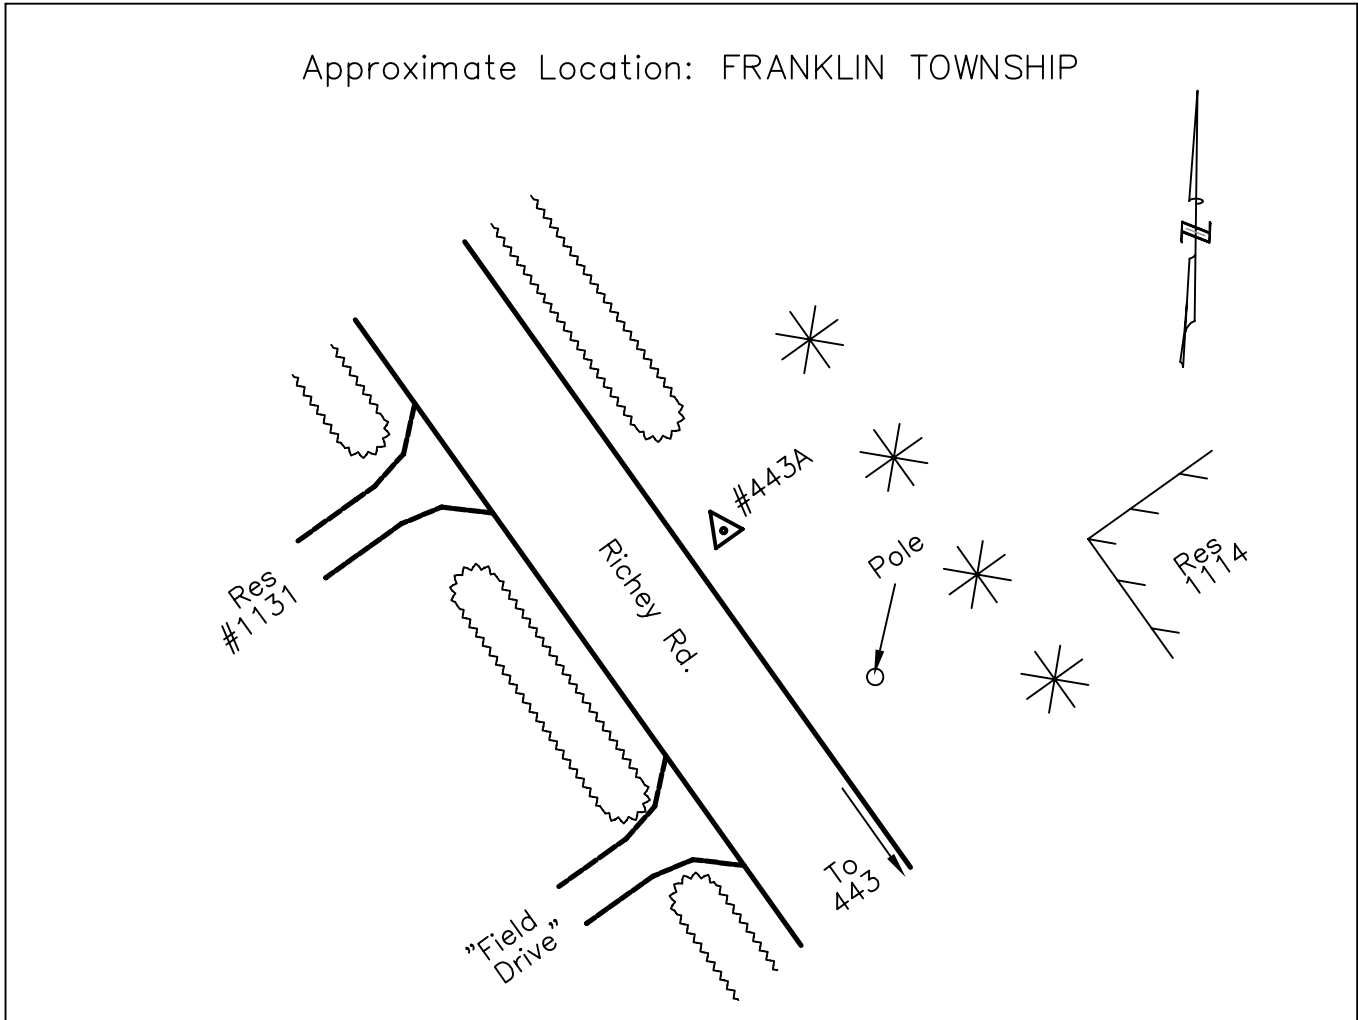 Approximate Location: FRANKLIN TOWNSHIP
N
#443A
Pole
Res
1114
Richey Rd.
Res
#1131
To
443
"Field
Drive"